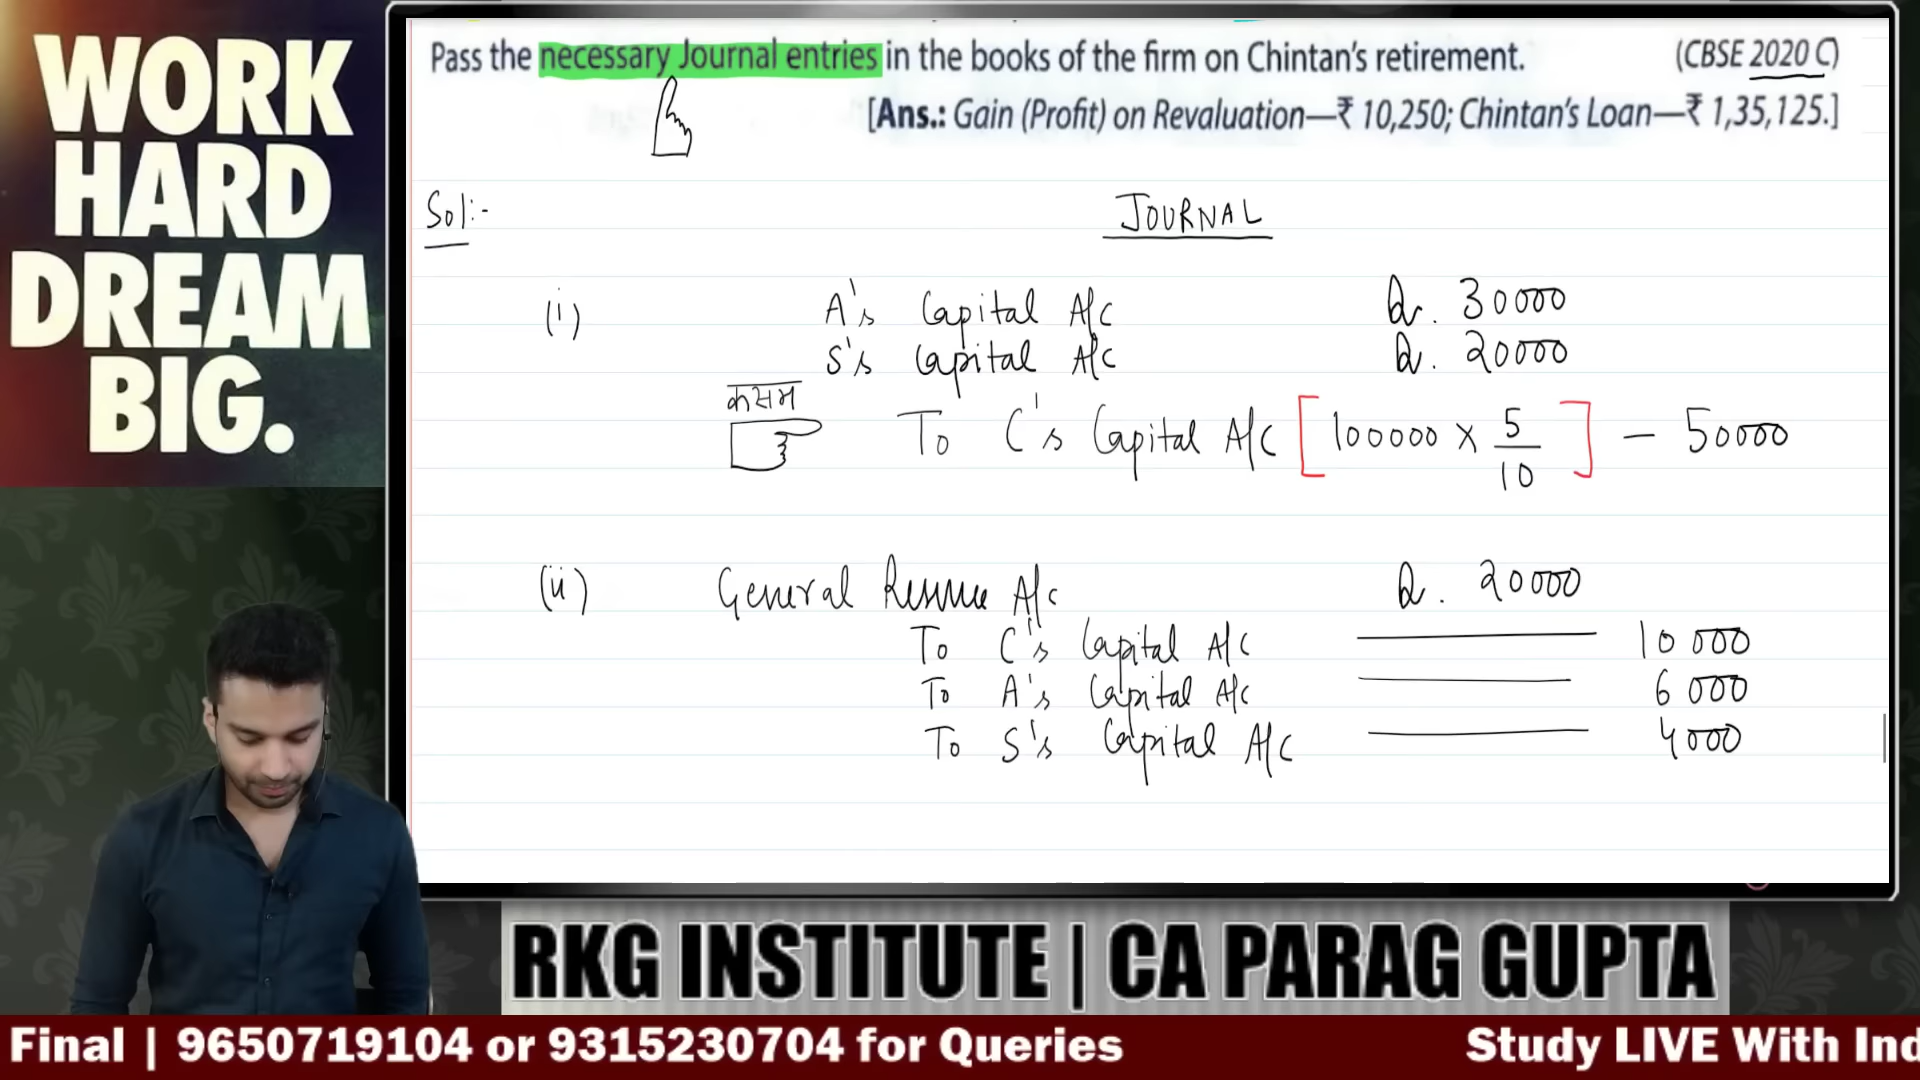 WORK
HARD
DREAM
BIG.
Pass the necessary Journal entries in the books of the firm on Chintan's retirement. (CBSE 2020 C)
[Ans.: Gain (Profit) on Revaluation—₹ 10,250; Chintan's Loan—₹ 1,35,125.]
Sol:-
JOURNAL
(i) A's Capital A/c Dr. 30000
S's Capital A/c Dr. 20000
कसम
To C's Capital A/c [100000 × 5/10] — 50000
(ii) General Reserve A/c Dr. 20000
To C's Capital A/c 10 000
To A's Capital A/c 6 000
To S's Capital A/c 4000
RKG INSTITUTE | CA PARAG GUPTA
Final | 9650719104 or 9315230704 for Queries Study LIVE With Ind